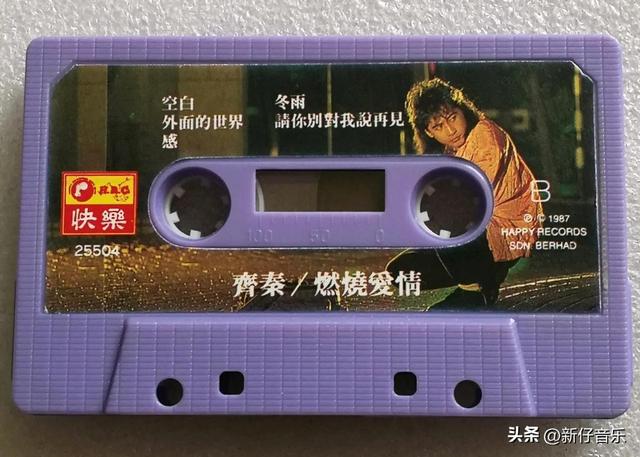 空白
外面的世界
感
冬雨
請你別對我說再見
快樂
25504
B
℗ © 1987
HAPPY RECORDS
SDN. BERHAD
100 50 0
齊秦/燃燒愛情
头条 @新仔音乐